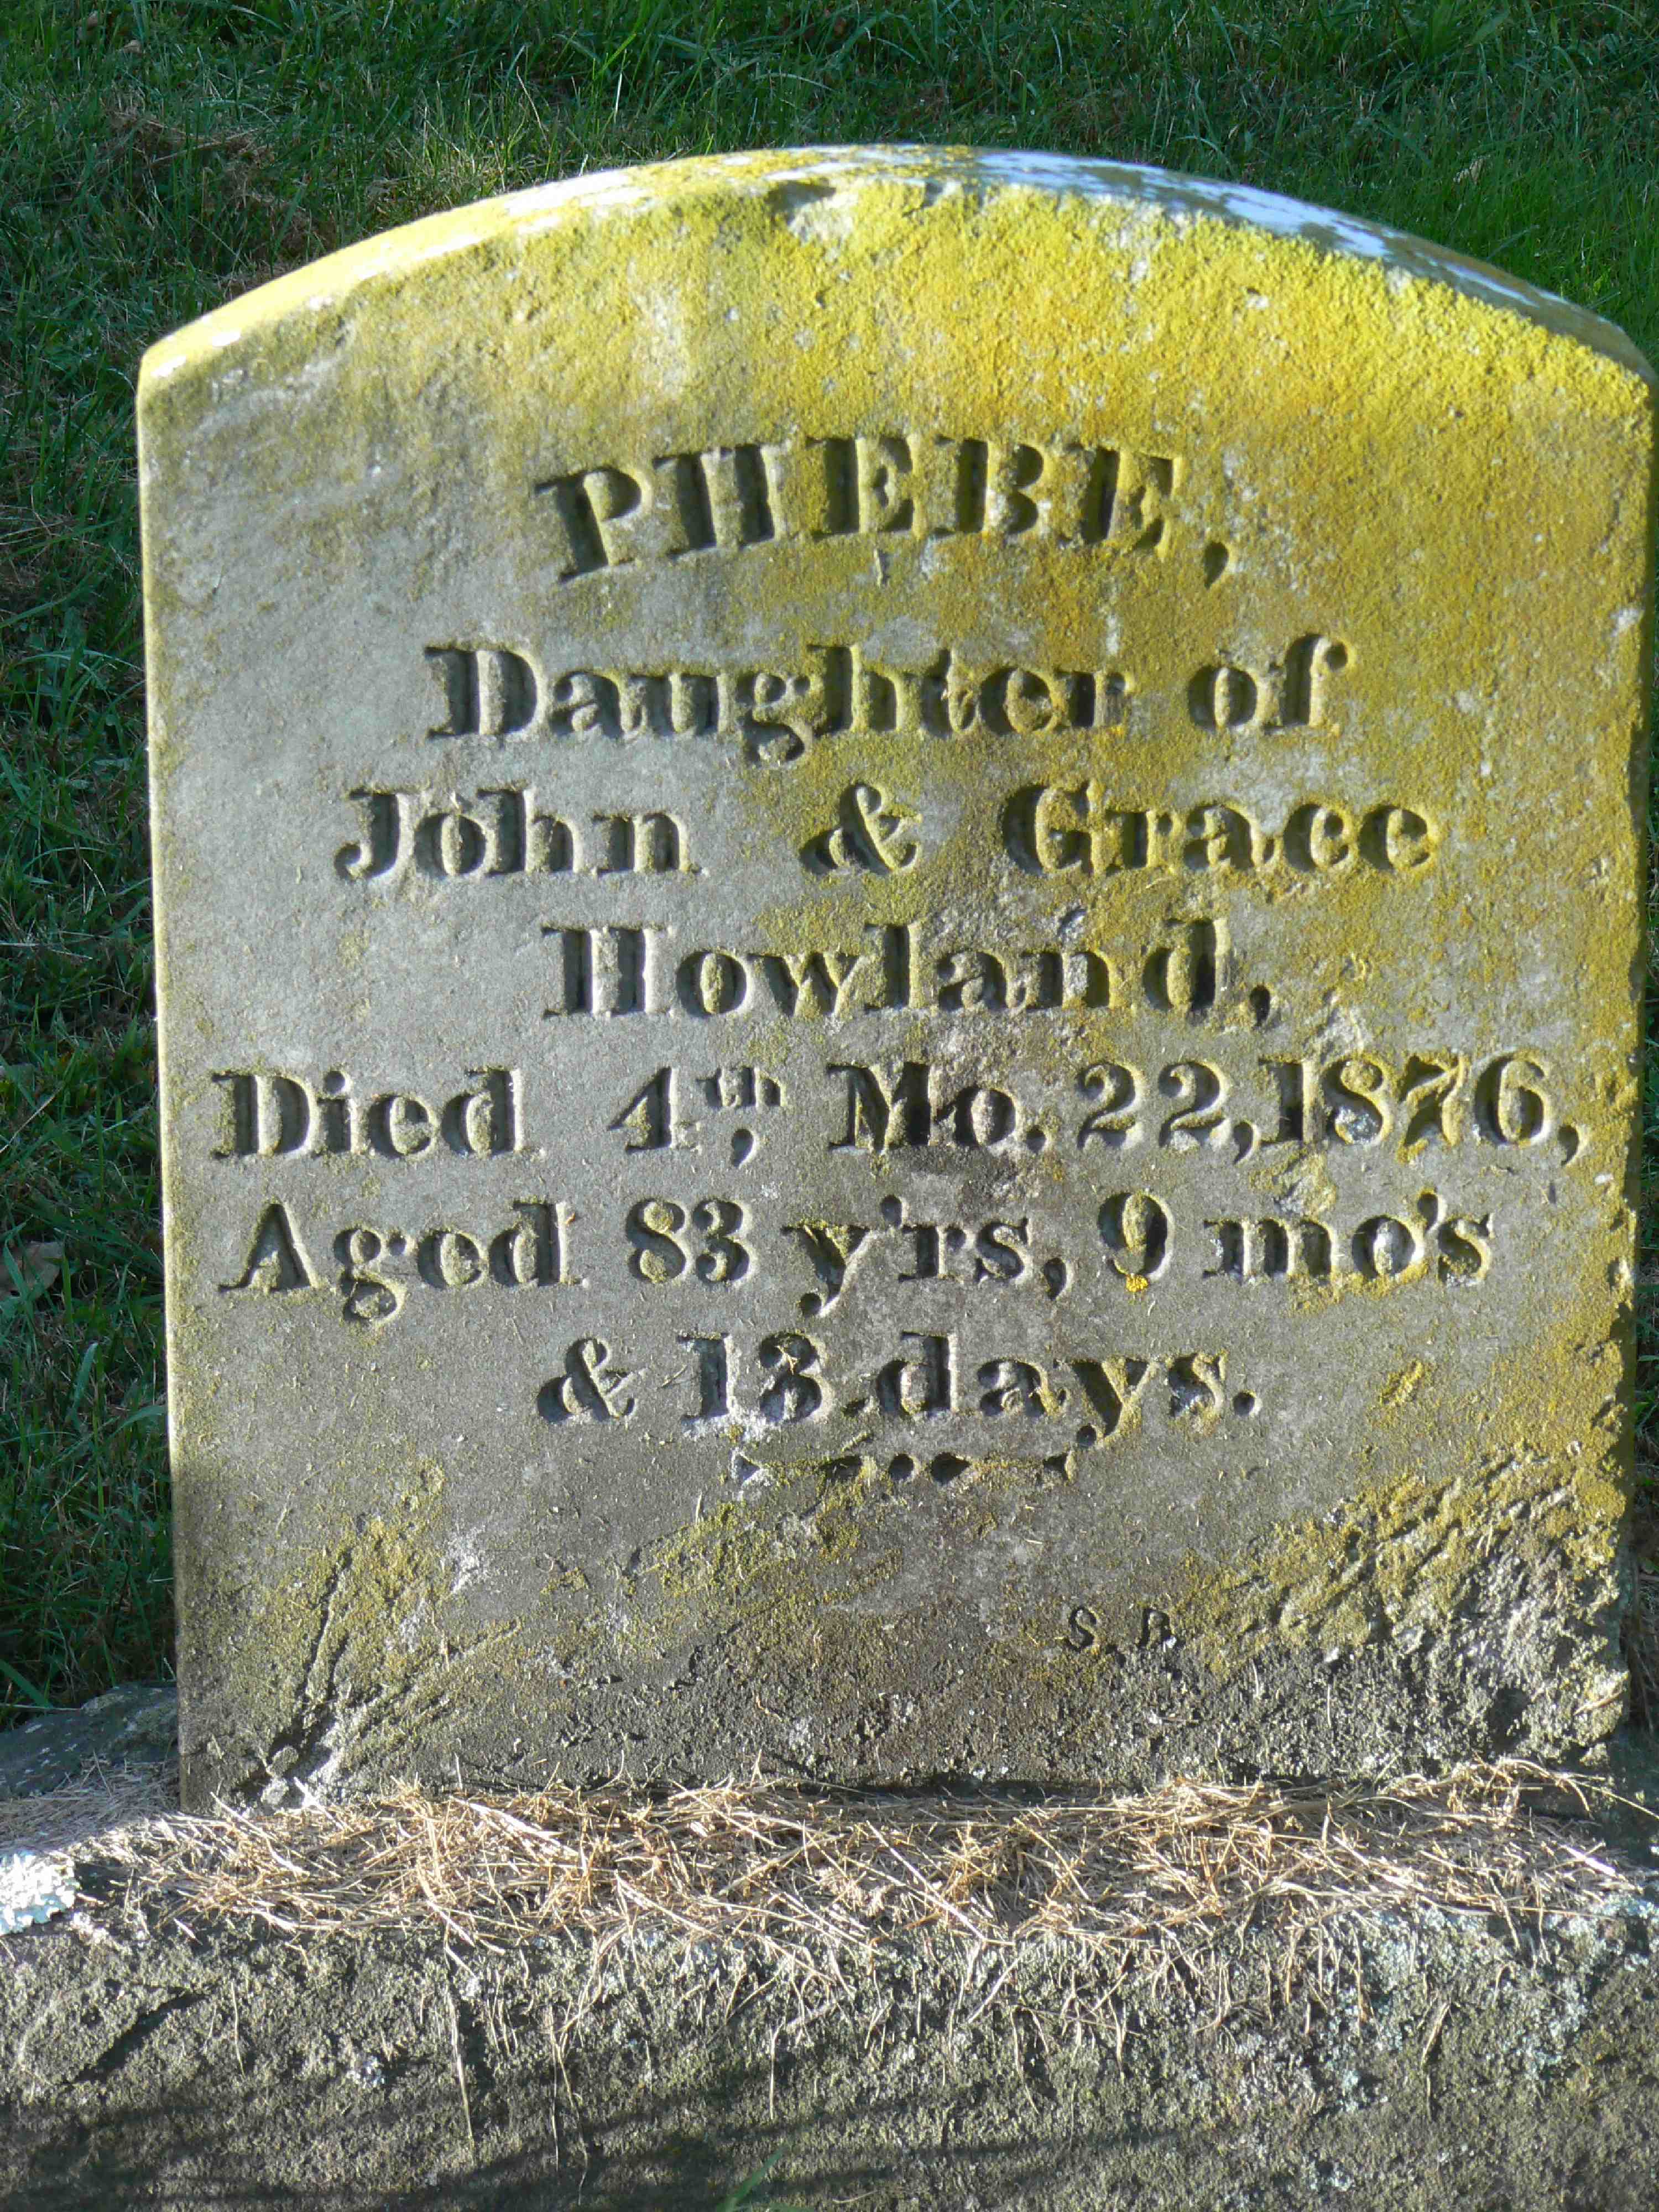 PHEBE,
Daughter of
John & Grace
Howland,
Died 4th, Mo. 22, 1876,
Aged 83 y'rs, 9 mo's
& 13 days.
S. B.